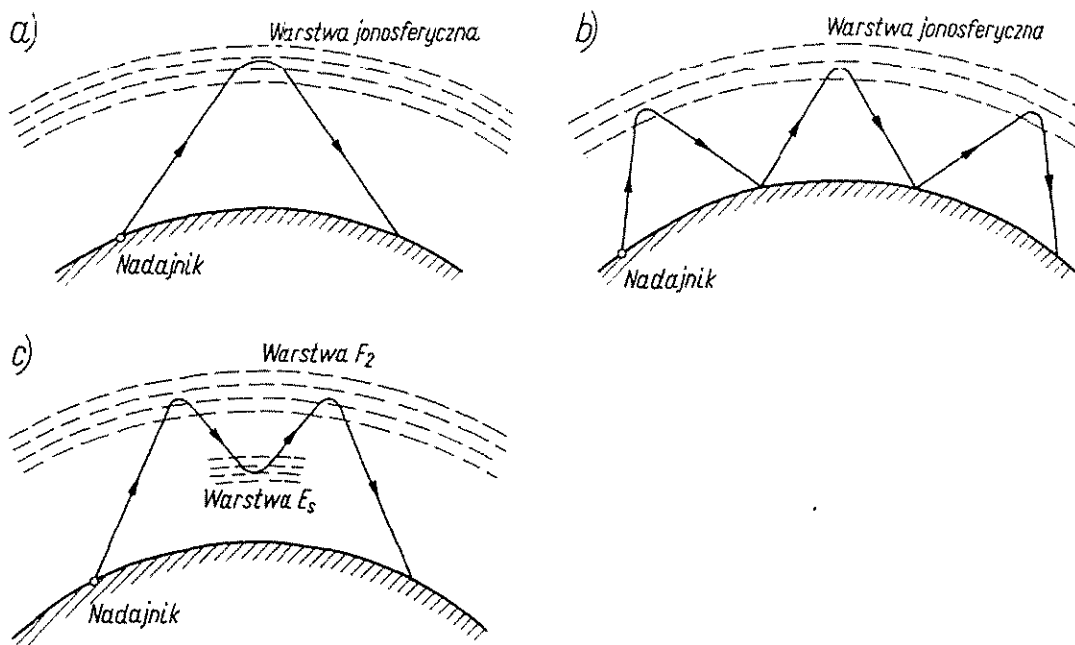 a)
Warstwa jonosferyczna
Nadajnik
b)
Warstwa jonosferyczna
Nadajnik
c)
Warstwa F₂
Warstwa Eₛ
Nadajnik